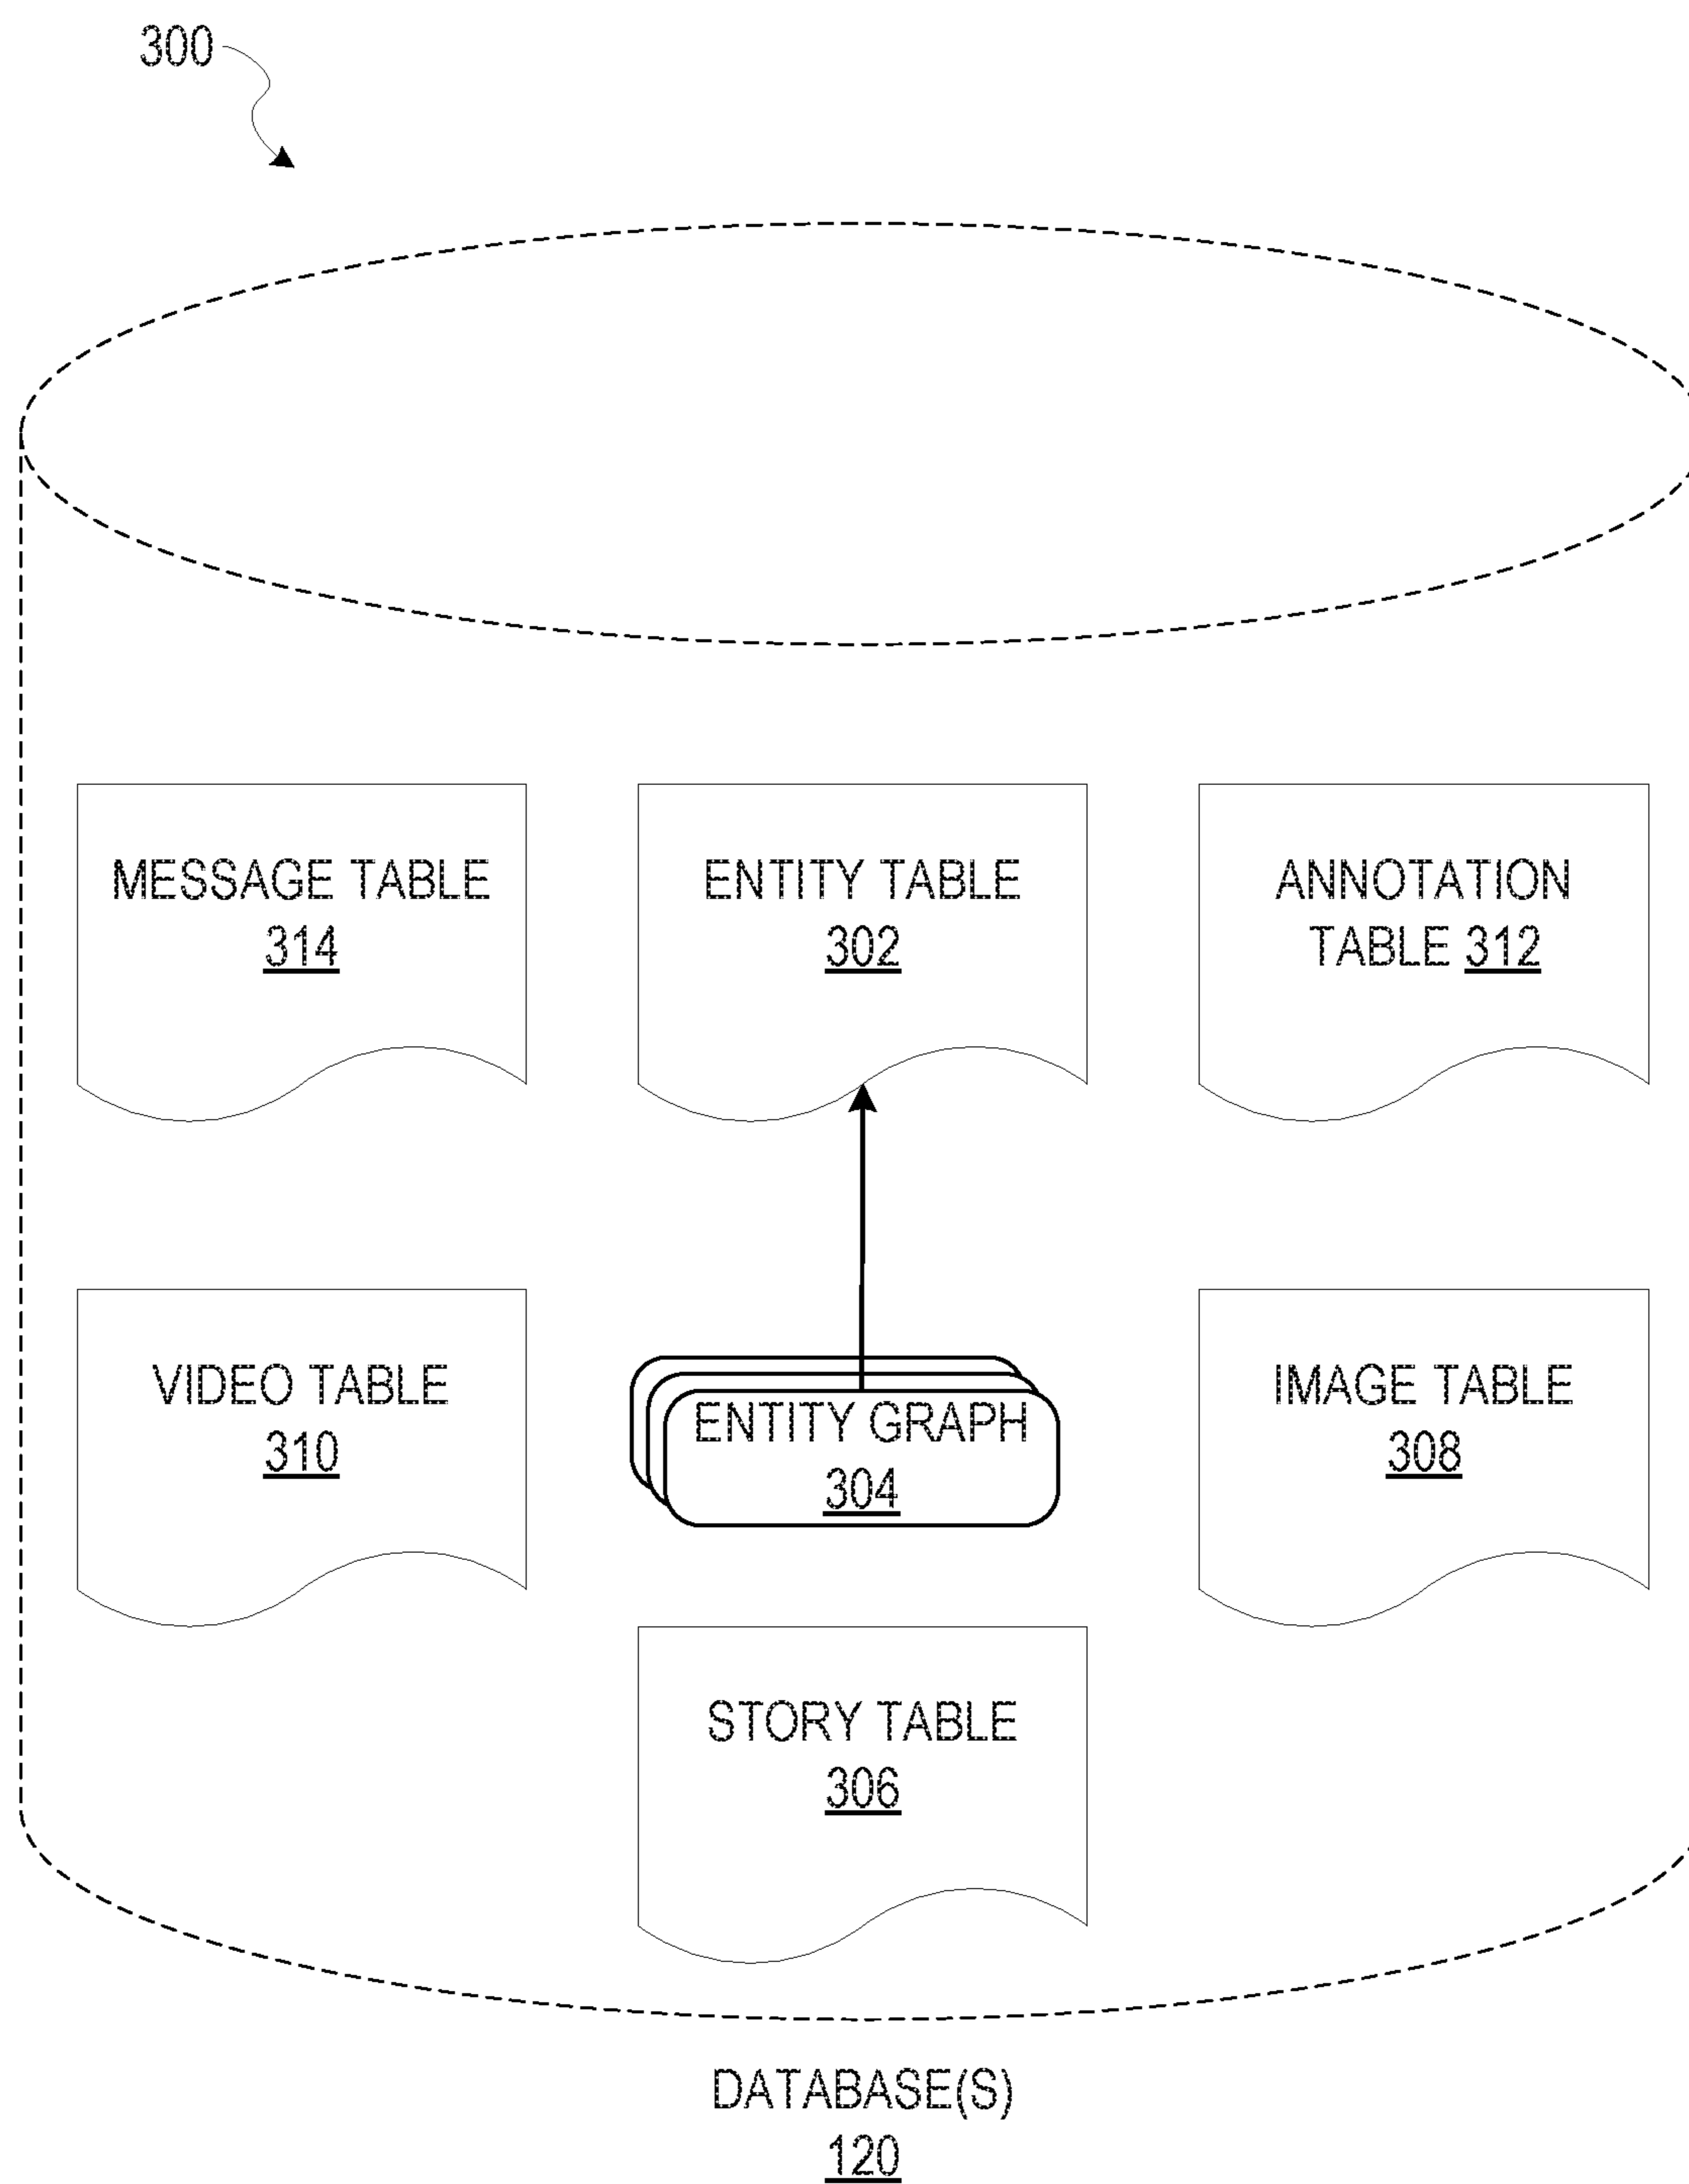 300
MESSAGE TABLE
314
ENTITY TABLE
302
ANNOTATION
TABLE 312
VIDEO TABLE
310
ENTITY GRAPH
304
IMAGE TABLE
308
STORY TABLE
306
DATABASE(S)
120